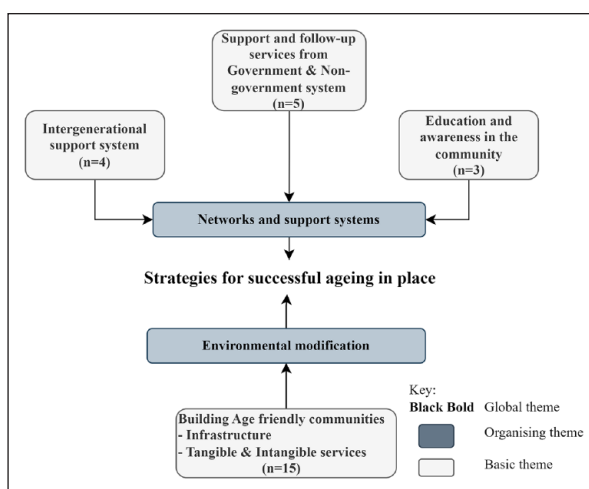 Support and follow-up
services from
Government & Non-
government system
(n=5)
Intergenerational
support system
(n=4)
Education and
awareness in the
community
(n=3)
Networks and support systems
Strategies for successful ageing in place
Environmental modification
Building Age friendly communities
- Infrastructure
- Tangible & Intangible services
(n=15)
Key:
Black Bold Global theme
Organising theme
Basic theme